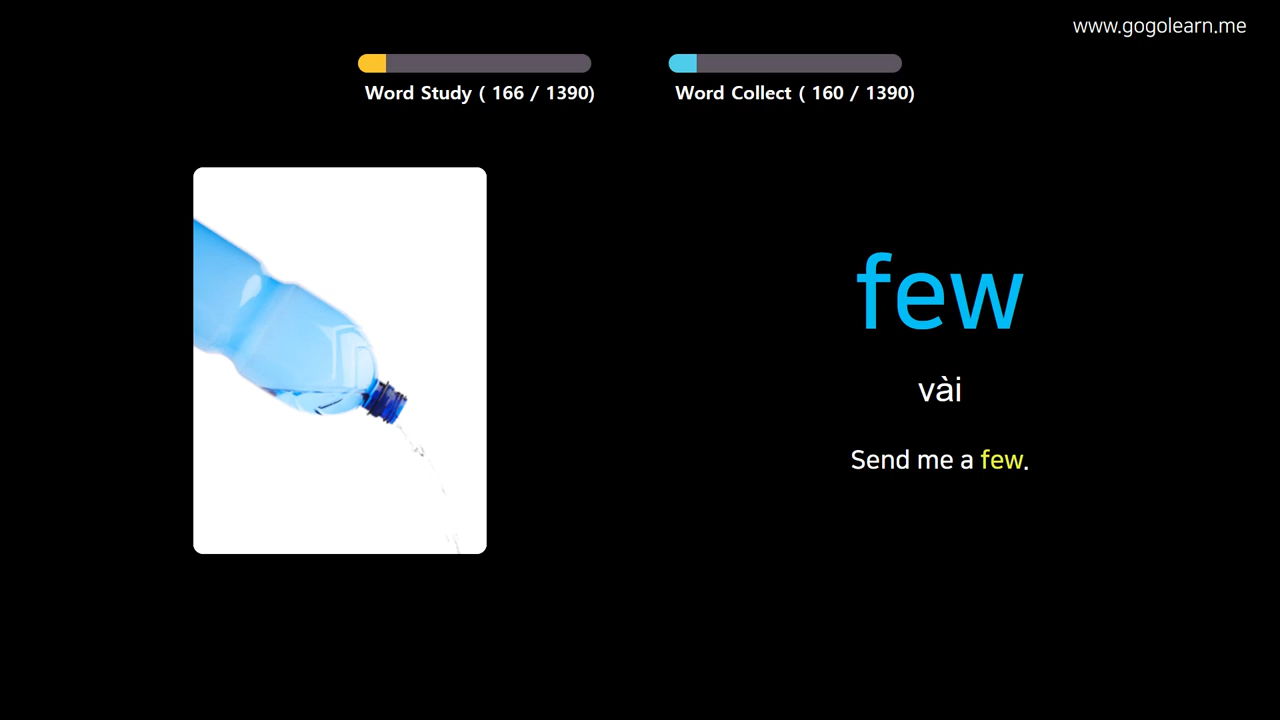 www.gogolearn.me
Word Study ( 166 / 1390)
Word Collect ( 160 / 1390)
few
vài
Send me a few.